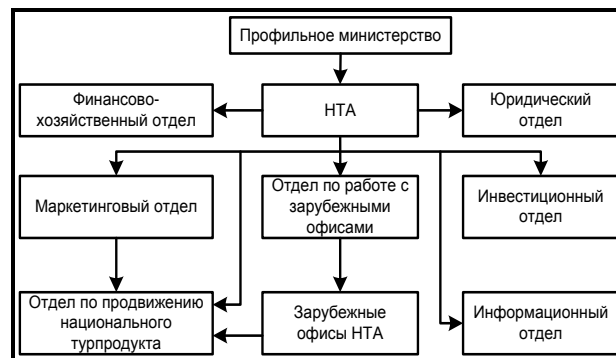 Профильное министерство
Финансово-
хозяйственный отдел
НТА
Юридический
отдел
Маркетинговый отдел
Отдел по работе с
зарубежными
офисами
Инвестиционный
отдел
Отдел по продвижению
национального
турпродукта
Зарубежные
офисы НТА
Информационный
отдел